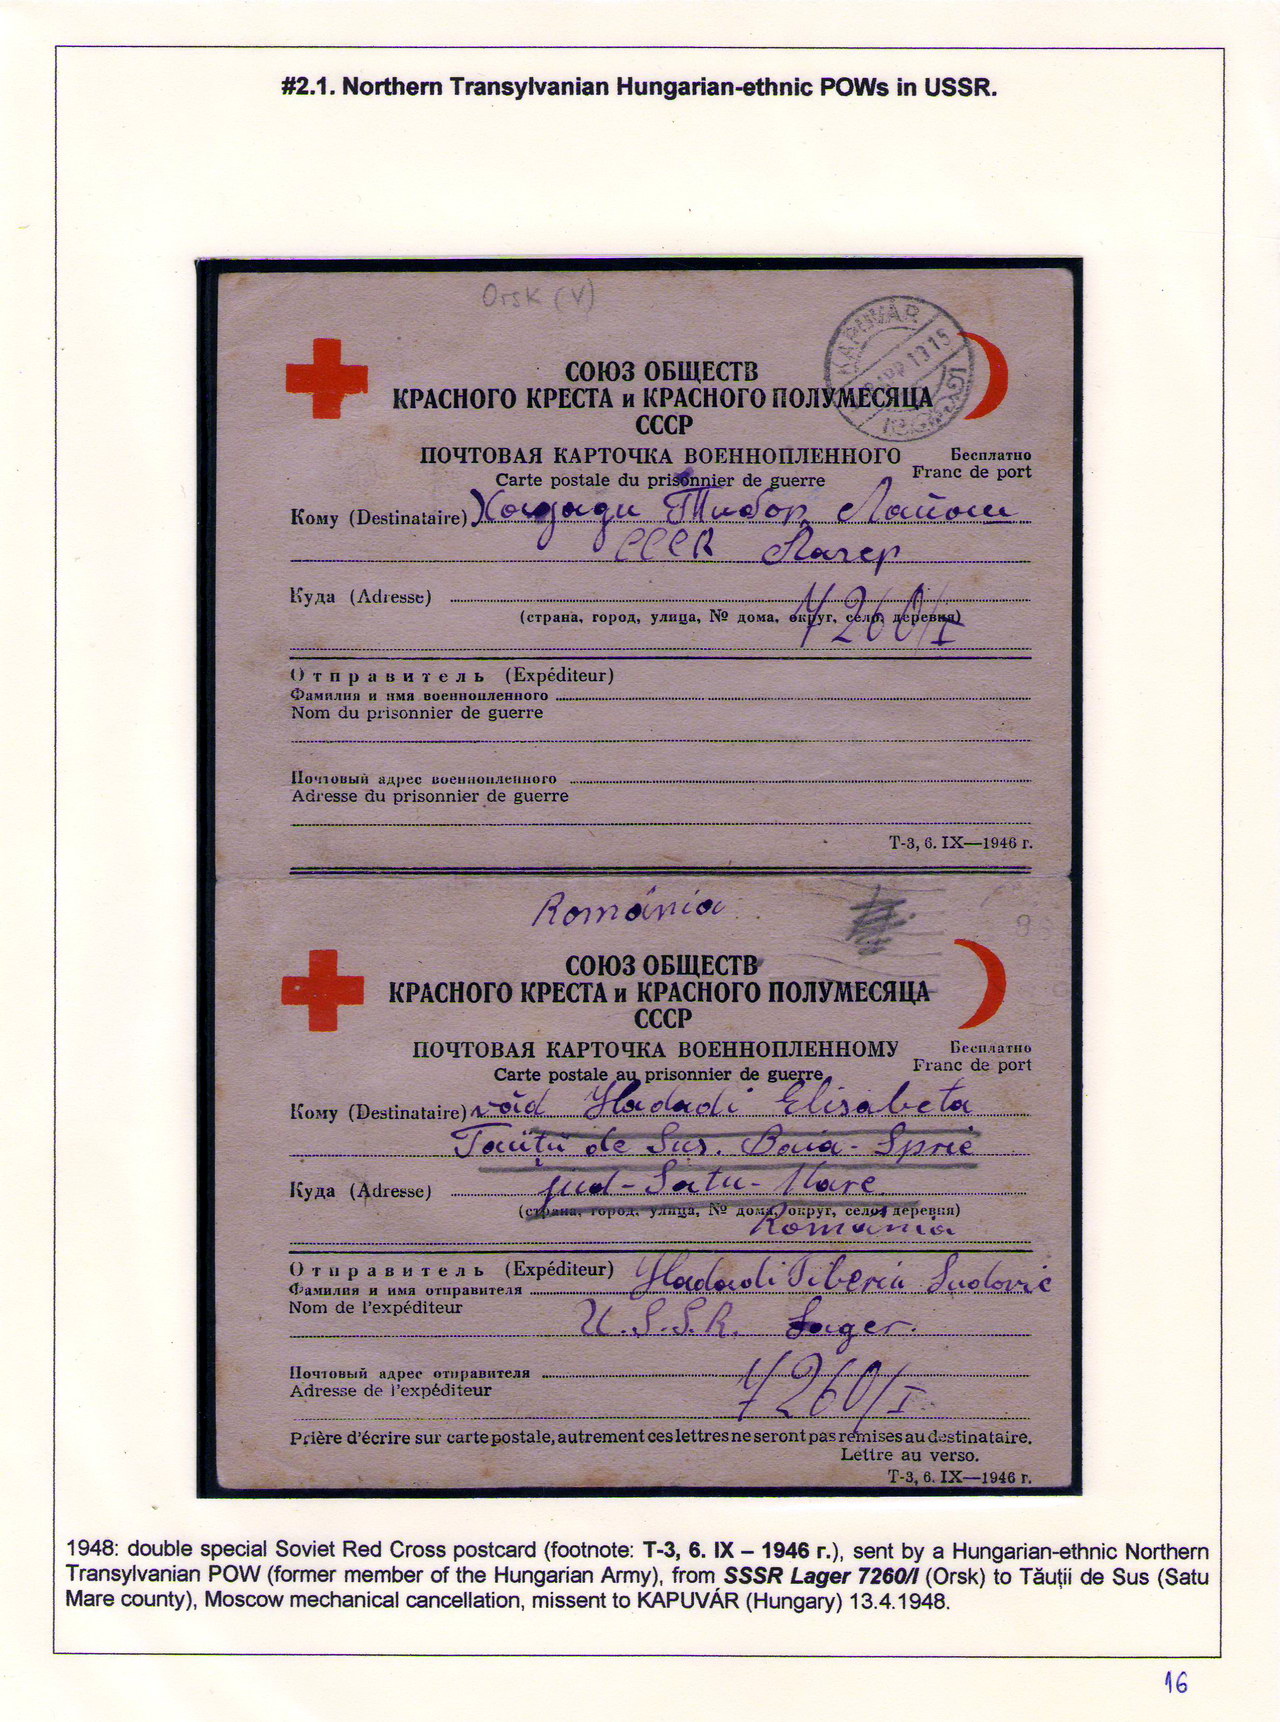 #2.1. Northern Transylvanian Hungarian-ethnic POWs in USSR.
Orsk (V)
KAPUVÁR
СОЮЗ ОБЩЕСТВ
КРАСНОГО КРЕСТА и КРАСНОГО ПОЛУМЕСЯЦА
СССР
ПОЧТОВАЯ КАРТОЧКА ВОЕННОПЛЕННОГО
Бесплатно
Carte postale du prisonnier de guerre
Franc de port
Кому (Destinataire) Хадади Тибор Лайош
СССR Лагер
Куда (Adresse)
7260/I
(страна, город, улица, № дома, округ, село, деревня)
Отправитель (Expéditeur)
Фамилия и имя военнопленного
Nom du prisonnier de guerre
Почтовый адрес военнопленного
Adresse du prisonnier de guerre
Т-3, 6. IX—1946 г.
România
СОЮЗ ОБЩЕСТВ
КРАСНОГО КРЕСТА и КРАСНОГО ПОЛУМЕСЯЦА
СССР
ПОЧТОВАЯ КАРТОЧКА ВОЕННОПЛЕННОМУ
Бесплатно
Carte postale au prisonnier de guerre
Franc de port
Кому (Destinataire) văd Hadadi Elisabeta
Tăuții de Sus. Baia-Sprie
Куда (Adresse) jud-Satu-Mare
(страна, город, улица, № дома, округ, село, деревня)
România
Отправитель (Expéditeur) Hadadi Tiberiu Ludovic
Фамилия и имя отправителя
Nom de l'expéditeur
U.S.S.R. Lager.
Почтовый адрес отправителя
Adresse de l'expéditeur
7260/I
Prière d'écrire sur carte postale, autrement ces lettres ne seront pas remises au destinataire.
Lettre au verso.
Т-3, 6. IX—1946 г.
1948: double special Soviet Red Cross postcard (footnote: T-3, 6. IX – 1946 г.), sent by a Hungarian-ethnic Northern
Transylvanian POW (former member of the Hungarian Army), from SSSR Lager 7260/I (Orsk) to Tăuții de Sus (Satu
Mare county), Moscow mechanical cancellation, missent to KAPUVÁR (Hungary) 13.4.1948.
16